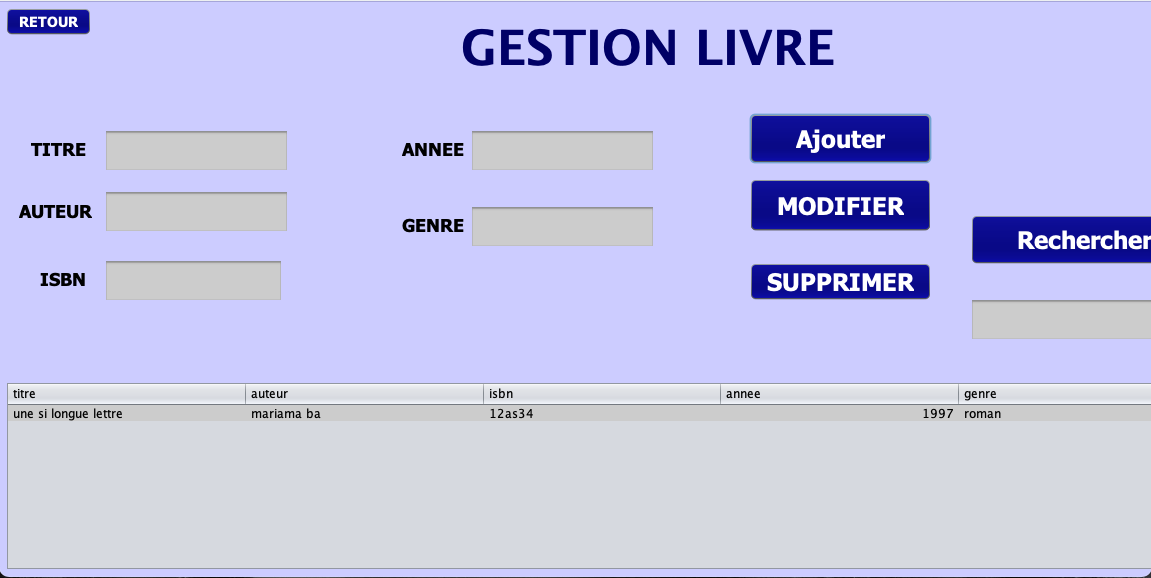 RETOUR
GESTION LIVRE
TITRE
ANNEE
Ajouter
AUTEUR
MODIFIER
GENRE
Rechercher
ISBN
SUPPRIMER
titre auteur isbn annee genre
une si longue lettre mariama ba 12as34 1997 roman